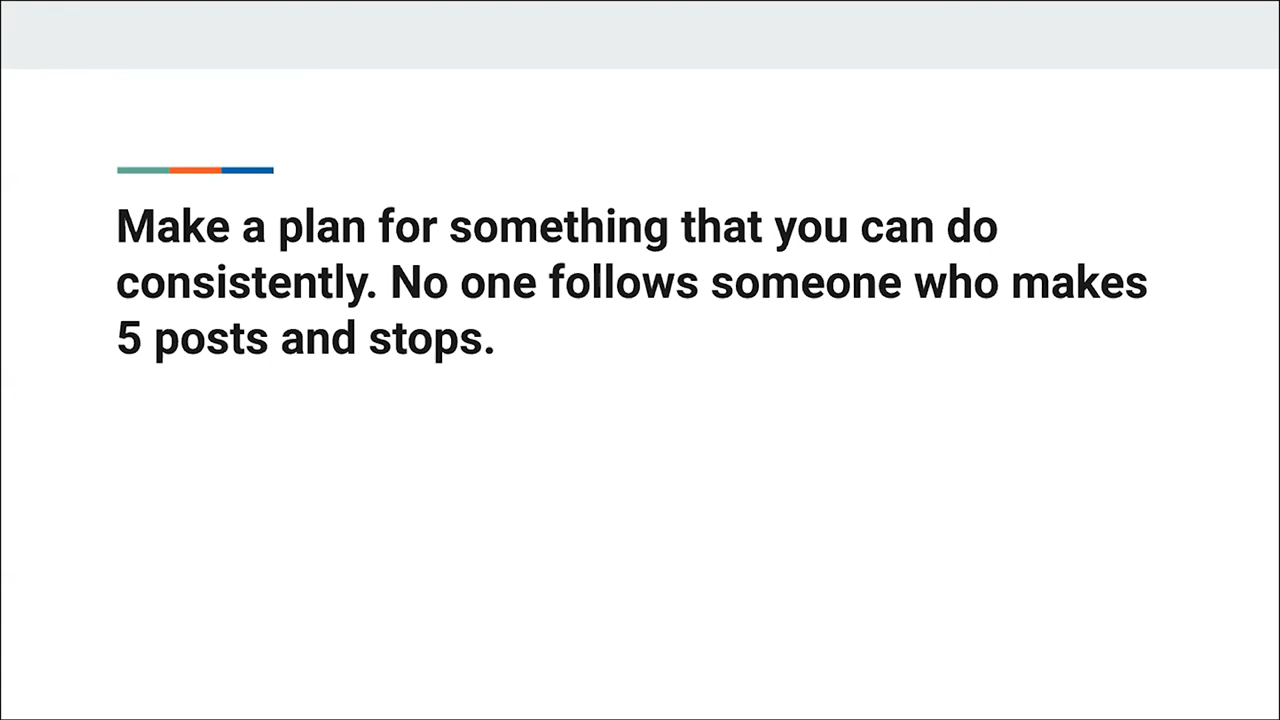 Make a plan for something that you can do
consistently. No one follows someone who makes
5 posts and stops.